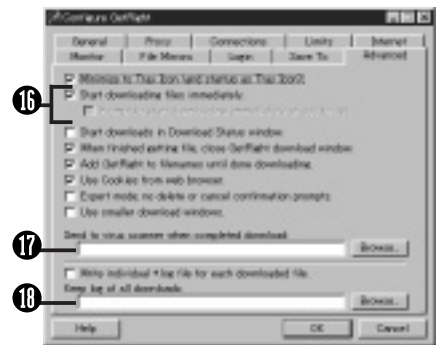 Configure GetRight
General Proxy Connections Limits Internet
Monitor File Mirrors Login Save To Advanced
Minimize to Tray Icon (and startup as Tray Icon)
16
Start downloading files immediately.
Start downloads in Download Status window.
When finished getting file, close GetRight download window.
Add GetRight to filenames until done downloading.
Use Cookies from web browser.
Expert mode, no delete or cancel confirmation prompts.
Use smaller download windows.
Send to virus scanner when completed download.
17
Browse...
Write individual *.log file for each downloaded file.
Keep log of all downloads.
18
Browse...
Help OK Cancel